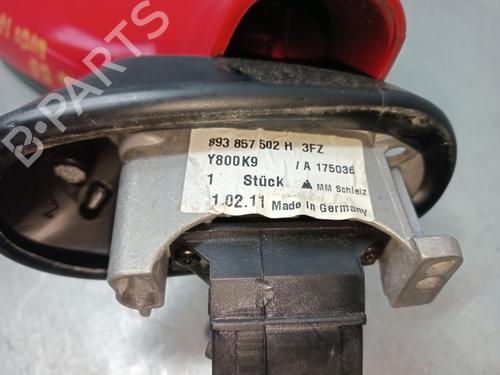 B-PARTS
893 857 502 H 3FZ
Y800K9 /A 175036
1 Stück MM Schleiz
1.02.11 Made in Germany